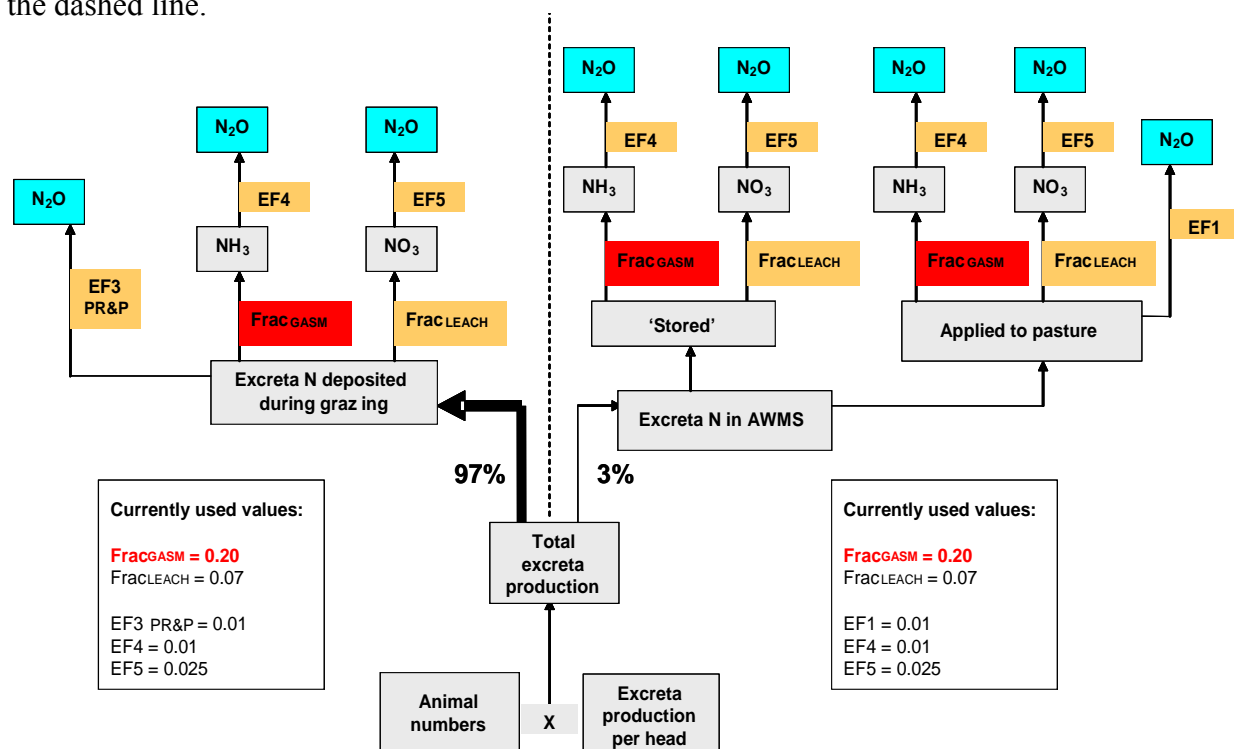 the dashed line.
N₂O
N₂O
N₂O
N₂O
N₂O
N₂O
N₂O
N₂O
EF4
EF5
EF4
EF5
EF4
EF5
EF1
NH₃
NO₃
NH₃
NO₃
NH₃
NO₃
EF3
PR&P
FracGASM
FracLEACH
FracGASM
FracLEACH
FracGASM
FracLEACH
Excreta N deposited
during graz ing
'Stored'
Applied to pasture
Excreta N in AWMS
97%
3%
Currently used values:
FracGASM = 0.20
FracLEACH = 0.07
EF3 PR&P = 0.01
EF4 = 0.01
EF5 = 0.025
Total
excreta
production
Currently used values:
FracGASM = 0.20
FracLEACH = 0.07
EF1 = 0.01
EF4 = 0.01
EF5 = 0.025
Animal
numbers
X
Excreta
production
per head